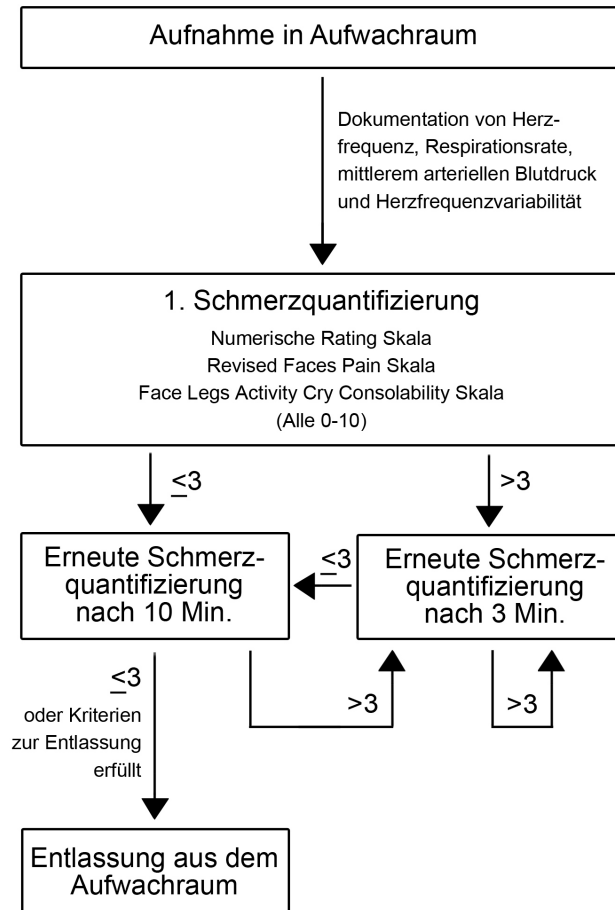 Aufnahme in Aufwachraum
Dokumentation von Herz-
frequenz, Respirationsrate,
mittlerem arteriellen Blutdruck
und Herzfrequenzvariabilität
1. Schmerzquantifizierung
Numerische Rating Skala
Revised Faces Pain Skala
Face Legs Activity Cry Consolability Skala
(Alle 0-10)
≤3
>3
Erneute Schmerz-
quantifizierung
nach 10 Min.
≤3
Erneute Schmerz-
quantifizierung
nach 3 Min.
≤3
oder Kriterien
zur Entlassung
erfüllt
>3
>3
Entlassung aus dem
Aufwachraum